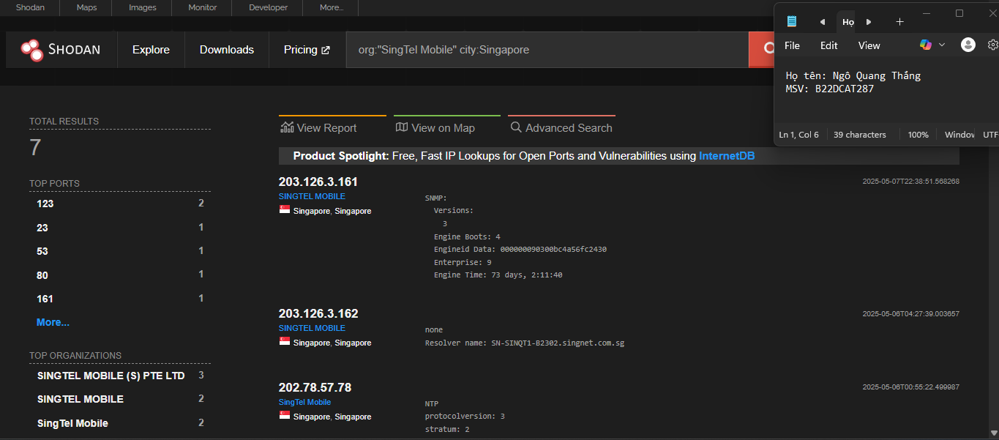 Shodan Maps Images Monitor Developer More...
SHODAN Explore Downloads Pricing org:"SingTel Mobile" city:Singapore
Họ
File Edit View
Họ tên: Ngô Quang Thắng
MSV: B22DCAT287
Ln 1, Col 6 39 characters 100% Window UTF
TOTAL RESULTS
7
TOP PORTS
123 2
23 1
53 1
80 1
161 1
More...
TOP ORGANIZATIONS
SINGTEL MOBILE (S) PTE LTD 3
SINGTEL MOBILE 2
SingTel Mobile 2
View Report View on Map Advanced Search
Product Spotlight: Free, Fast IP Lookups for Open Ports and Vulnerabilities using InternetDB
203.126.3.161 2025-05-07T22:38:51.568268
SINGTEL MOBILE
Singapore, Singapore
SNMP:
Versions:
3
Engine Boots: 4
Engineid Data: 000000090300bc4a56fc2430
Enterprise: 9
Engine Time: 73 days, 2:11:40
203.126.3.162 2025-05-06T04:27:39.003657
SINGTEL MOBILE
Singapore, Singapore
none
Resolver name: SN-SINQT1-B2302.singnet.com.sg
202.78.57.78 2025-05-06T00:55:22.499987
SingTel Mobile
Singapore, Singapore
NTP
protocolversion: 3
stratum: 2